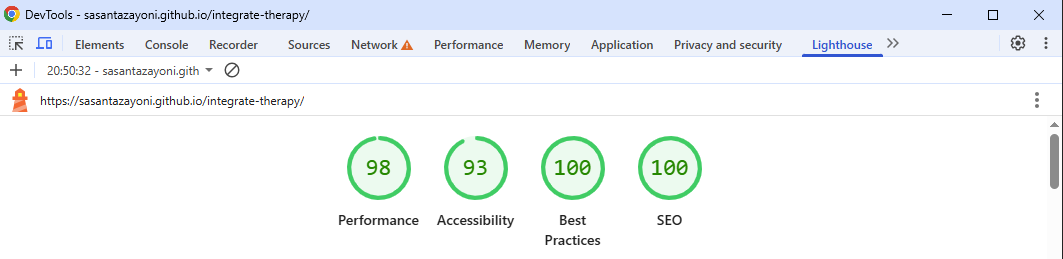 DevTools - sasantazayoni.github.io/integrate-therapy/
Elements Console Recorder Sources Network Performance Memory Application Privacy and security Lighthouse
20:50:32 - sasantazayoni.gith
https://sasantazayoni.github.io/integrate-therapy/
98 93 100 100
Performance Accessibility Best Practices SEO